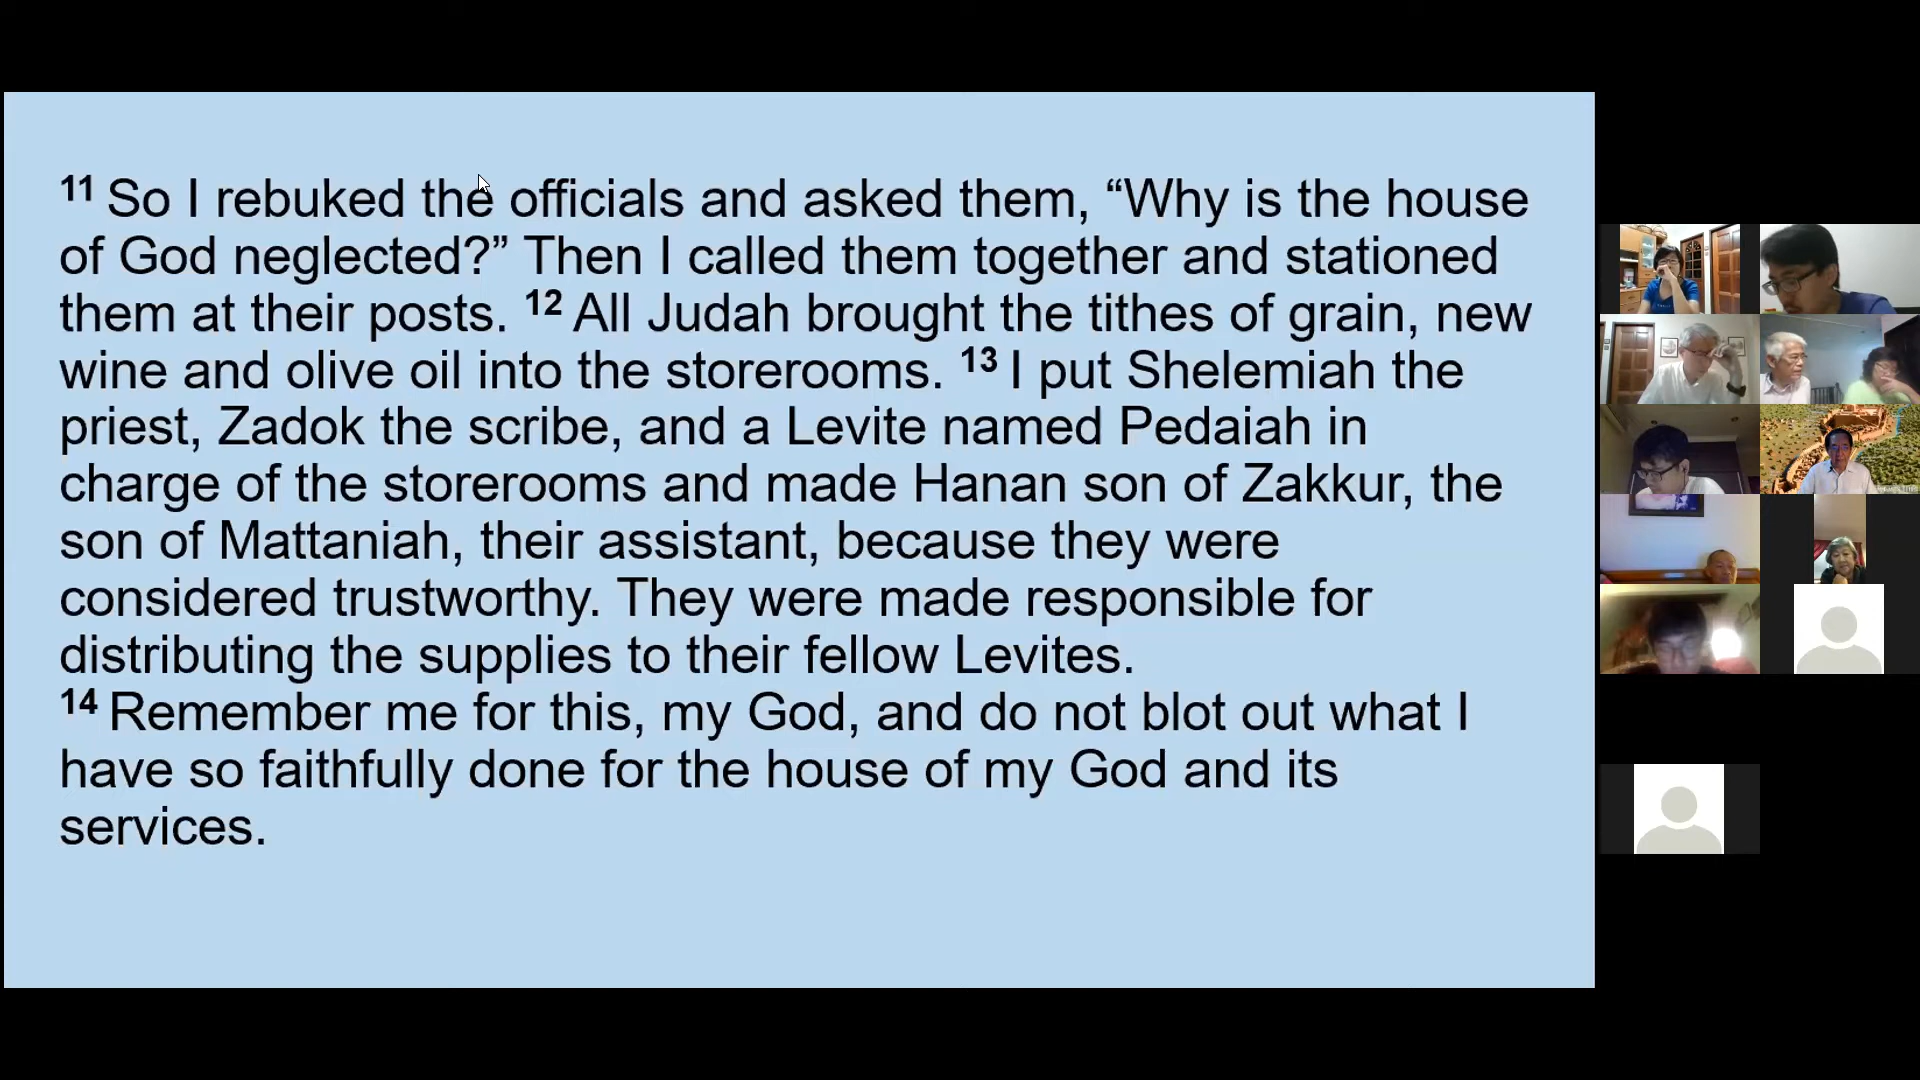 11 So I rebuked the officials and asked them, “Why is the house
of God neglected?” Then I called them together and stationed
them at their posts. 12 All Judah brought the tithes of grain, new
wine and olive oil into the storerooms. 13 I put Shelemiah the
priest, Zadok the scribe, and a Levite named Pedaiah in
charge of the storerooms and made Hanan son of Zakkur, the
son of Mattaniah, their assistant, because they were
considered trustworthy. They were made responsible for
distributing the supplies to their fellow Levites.
14 Remember me for this, my God, and do not blot out what I
have so faithfully done for the house of my God and its
services.